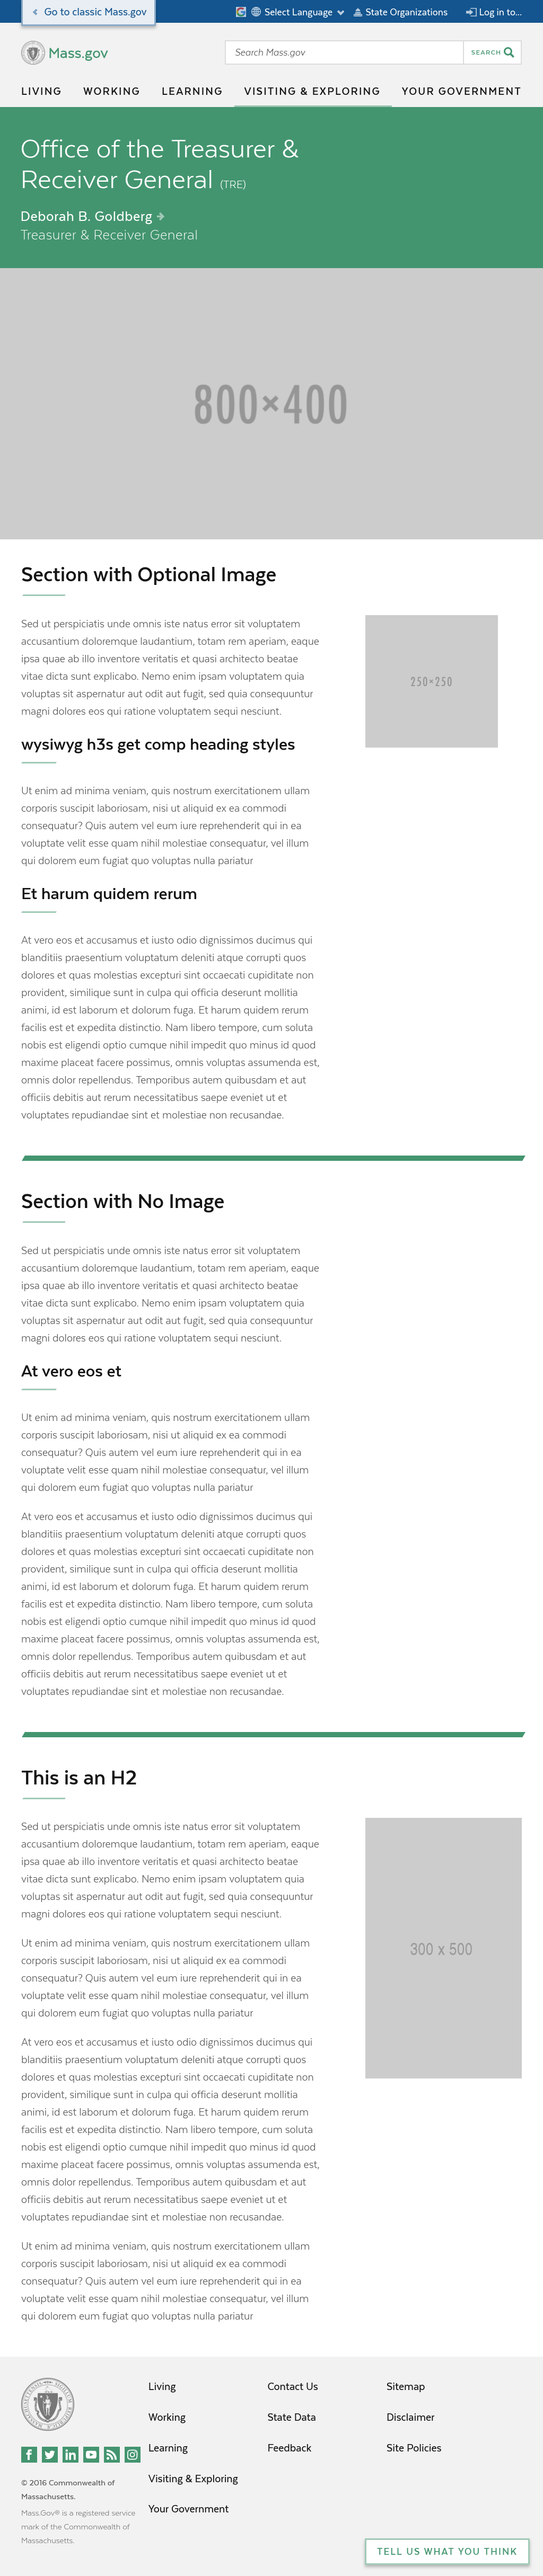 Go to classic Mass.gov
Select Language
State Organizations
Log in to...
Mass.gov
Search Mass.gov
SEARCH
LIVING
WORKING
LEARNING
VISITING & EXPLORING
YOUR GOVERNMENT
Office of the Treasurer &
Receiver General (TRE)
Deborah B. Goldberg
Treasurer & Receiver General
800×400
Section with Optional Image
Sed ut perspiciatis unde omnis iste natus error sit voluptatem
accusantium doloremque laudantium, totam rem aperiam, eaque
ipsa quae ab illo inventore veritatis et quasi architecto beatae
vitae dicta sunt explicabo. Nemo enim ipsam voluptatem quia
voluptas sit aspernatur aut odit aut fugit, sed quia consequuntur
magni dolores eos qui ratione voluptatem sequi nesciunt.
250×250
wysiwyg h3s get comp heading styles
Ut enim ad minima veniam, quis nostrum exercitationem ullam
corporis suscipit laboriosam, nisi ut aliquid ex ea commodi
consequatur? Quis autem vel eum iure reprehenderit qui in ea
voluptate velit esse quam nihil molestiae consequatur, vel illum
qui dolorem eum fugiat quo voluptas nulla pariatur
Et harum quidem rerum
At vero eos et accusamus et iusto odio dignissimos ducimus qui
blanditiis praesentium voluptatum deleniti atque corrupti quos
dolores et quas molestias excepturi sint occaecati cupiditate non
provident, similique sunt in culpa qui officia deserunt mollitia
animi, id est laborum et dolorum fuga. Et harum quidem rerum
facilis est et expedita distinctio. Nam libero tempore, cum soluta
nobis est eligendi optio cumque nihil impedit quo minus id quod
maxime placeat facere possimus, omnis voluptas assumenda est,
omnis dolor repellendus. Temporibus autem quibusdam et aut
officiis debitis aut rerum necessitatibus saepe eveniet ut et
voluptates repudiandae sint et molestiae non recusandae.
Section with No Image
Sed ut perspiciatis unde omnis iste natus error sit voluptatem
accusantium doloremque laudantium, totam rem aperiam, eaque
ipsa quae ab illo inventore veritatis et quasi architecto beatae
vitae dicta sunt explicabo. Nemo enim ipsam voluptatem quia
voluptas sit aspernatur aut odit aut fugit, sed quia consequuntur
magni dolores eos qui ratione voluptatem sequi nesciunt.
At vero eos et
Ut enim ad minima veniam, quis nostrum exercitationem ullam
corporis suscipit laboriosam, nisi ut aliquid ex ea commodi
consequatur? Quis autem vel eum iure reprehenderit qui in ea
voluptate velit esse quam nihil molestiae consequatur, vel illum
qui dolorem eum fugiat quo voluptas nulla pariatur
At vero eos et accusamus et iusto odio dignissimos ducimus qui
blanditiis praesentium voluptatum deleniti atque corrupti quos
dolores et quas molestias excepturi sint occaecati cupiditate non
provident, similique sunt in culpa qui officia deserunt mollitia
animi, id est laborum et dolorum fuga. Et harum quidem rerum
facilis est et expedita distinctio. Nam libero tempore, cum soluta
nobis est eligendi optio cumque nihil impedit quo minus id quod
maxime placeat facere possimus, omnis voluptas assumenda est,
omnis dolor repellendus. Temporibus autem quibusdam et aut
officiis debitis aut rerum necessitatibus saepe eveniet ut et
voluptates repudiandae sint et molestiae non recusandae.
This is an H2
Sed ut perspiciatis unde omnis iste natus error sit voluptatem
accusantium doloremque laudantium, totam rem aperiam, eaque
ipsa quae ab illo inventore veritatis et quasi architecto beatae
vitae dicta sunt explicabo. Nemo enim ipsam voluptatem quia
voluptas sit aspernatur aut odit aut fugit, sed quia consequuntur
magni dolores eos qui ratione voluptatem sequi nesciunt.
Ut enim ad minima veniam, quis nostrum exercitationem ullam
corporis suscipit laboriosam, nisi ut aliquid ex ea commodi
consequatur? Quis autem vel eum iure reprehenderit qui in ea
voluptate velit esse quam nihil molestiae consequatur, vel illum
qui dolorem eum fugiat quo voluptas nulla pariatur
At vero eos et accusamus et iusto odio dignissimos ducimus qui
blanditiis praesentium voluptatum deleniti atque corrupti quos
dolores et quas molestias excepturi sint occaecati cupiditate non
provident, similique sunt in culpa qui officia deserunt mollitia
animi, id est laborum et dolorum fuga. Et harum quidem rerum
facilis est et expedita distinctio. Nam libero tempore, cum soluta
nobis est eligendi optio cumque nihil impedit quo minus id quod
maxime placeat facere possimus, omnis voluptas assumenda est,
omnis dolor repellendus. Temporibus autem quibusdam et aut
officiis debitis aut rerum necessitatibus saepe eveniet ut et
voluptates repudiandae sint et molestiae non recusandae.
Ut enim ad minima veniam, quis nostrum exercitationem ullam
corporis suscipit laboriosam, nisi ut aliquid ex ea commodi
consequatur? Quis autem vel eum iure reprehenderit qui in ea
voluptate velit esse quam nihil molestiae consequatur, vel illum
qui dolorem eum fugiat quo voluptas nulla pariatur
300 x 500
Living
Working
Learning
Visiting & Exploring
Your Government
Contact Us
State Data
Feedback
Sitemap
Disclaimer
Site Policies
© 2016 Commonwealth of
Massachusetts.
Mass.Gov® is a registered service
mark of the Commonwealth of
Massachusetts.
TELL US WHAT YOU THINK